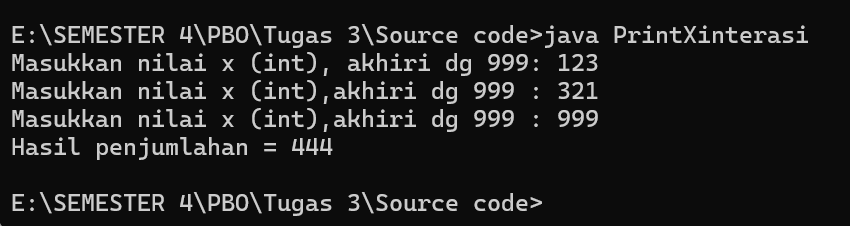 E:\SEMESTER 4\PBO\Tugas 3\Source code>java PrintXinterasi
Masukkan nilai x (int), akhiri dg 999: 123
Masukkan nilai x (int),akhiri dg 999 : 321
Masukkan nilai x (int),akhiri dg 999 : 999
Hasil penjumlahan = 444
E:\SEMESTER 4\PBO\Tugas 3\Source code>